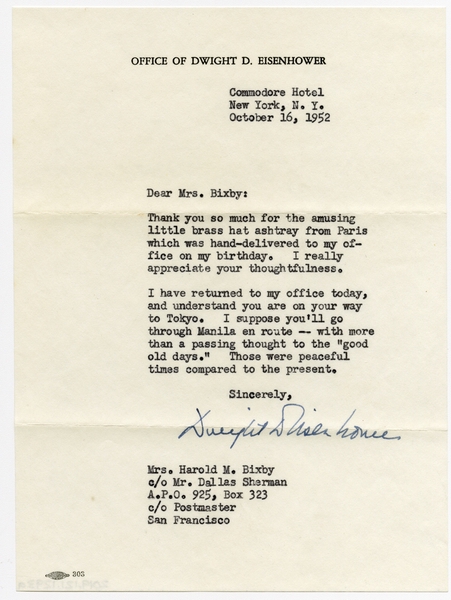 OFFICE OF DWIGHT D. EISENHOWER
Commodore Hotel
New York, N. Y.
October 16, 1952
Dear Mrs. Bixby:
Thank you so much for the amusing
little brass hat ashtray from Paris
which was hand-delivered to my of-
fice on my birthday. I really
appreciate your thoughtfulness.
I have returned to my office today,
and understand you are on your way
to Tokyo. I suppose you'll go
through Manila en route -- with more
than a passing thought to the "good
old days." Those were peaceful
times compared to the present.
Sincerely,
Dwight D Eisenhower
Mrs. Harold M. Bixby
c/o Mr. Dallas Sherman
A.P.O. 925, Box 323
c/o Postmaster
San Francisco
303